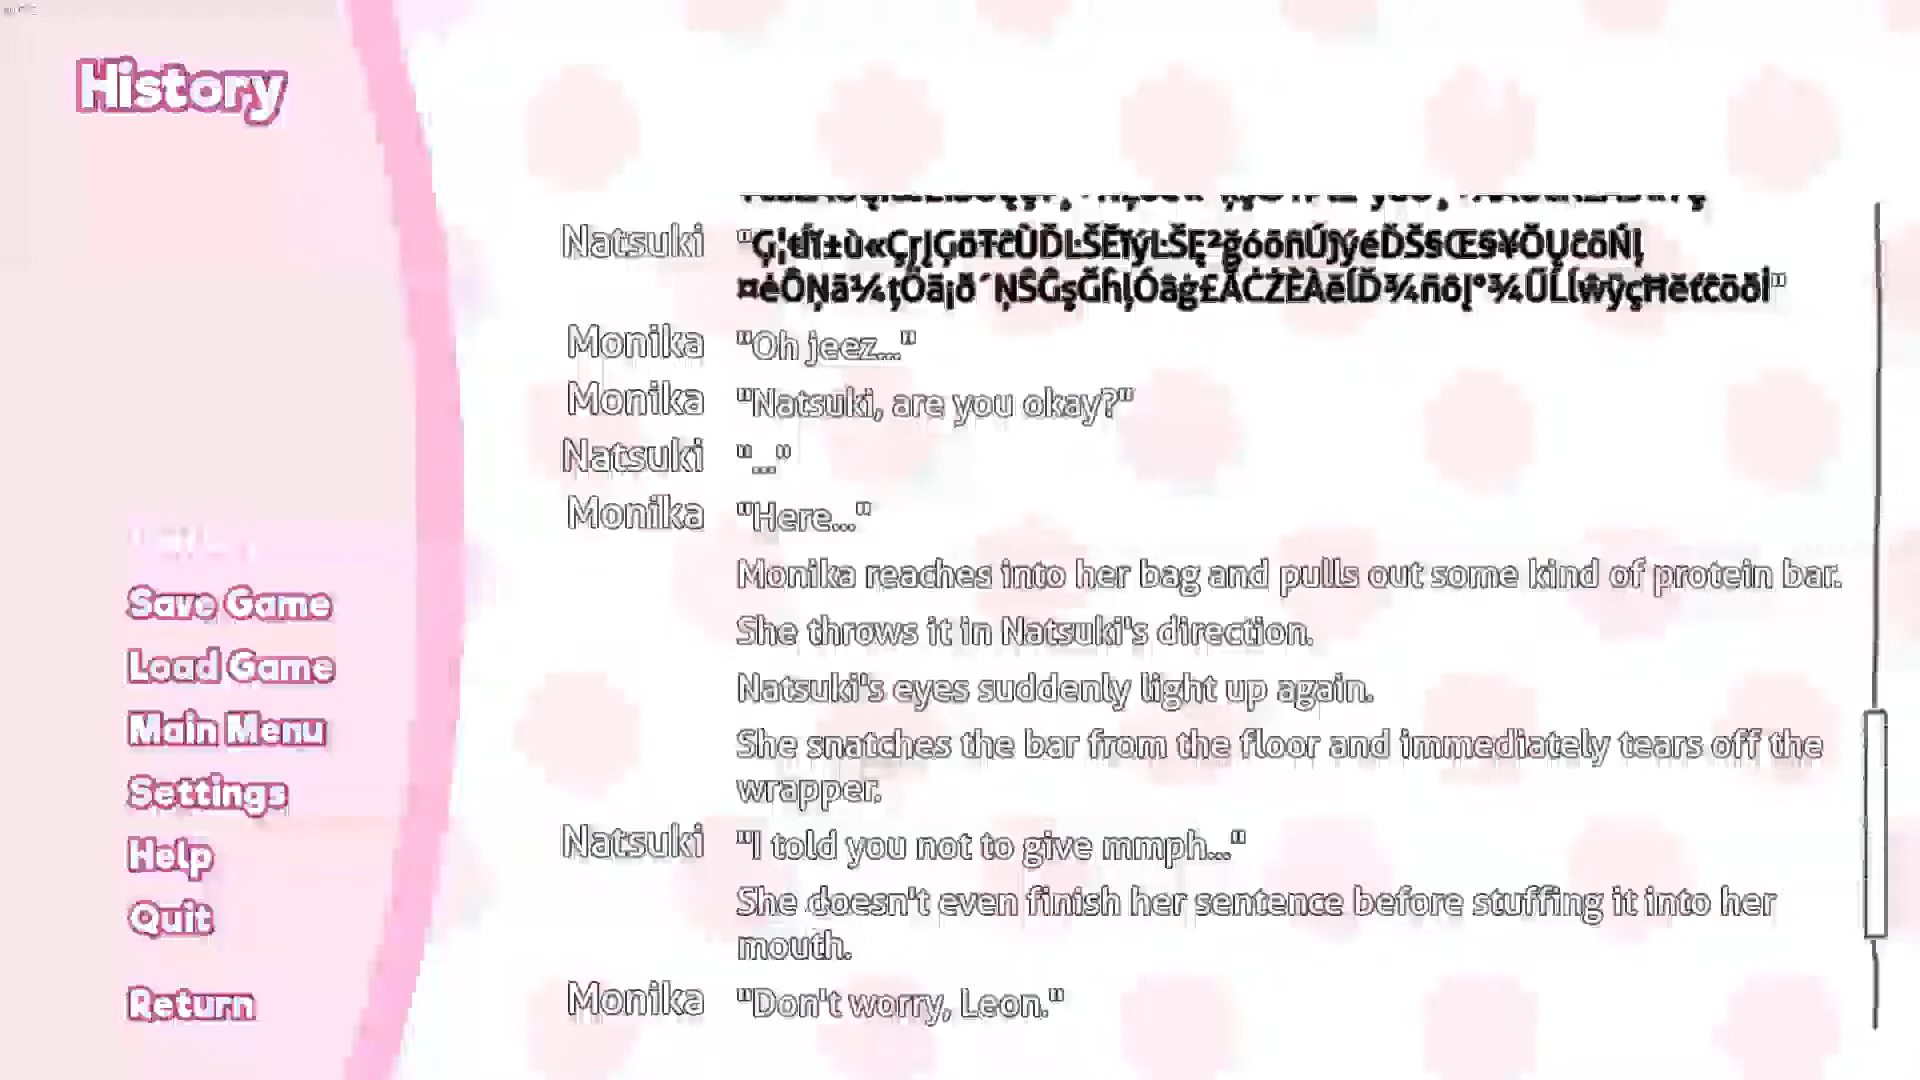 History
Natsuki
Monika "Oh jeez..."
Monika "Natsuki, are you okay?"
Natsuki "..."
Monika "Here..."
Monika reaches into her bag and pulls out some kind of protein bar.
She throws it in Natsuki's direction.
Natsuki's eyes suddenly light up again.
She snatches the bar from the floor and immediately tears off the
wrapper.
Natsuki "I told you not to give mmph..."
She doesn't even finish her sentence before stuffing it into her
mouth.
Monika "Don't worry, Leon."
Save Game
Load Game
Main Menu
Settings
Help
Quit
Return